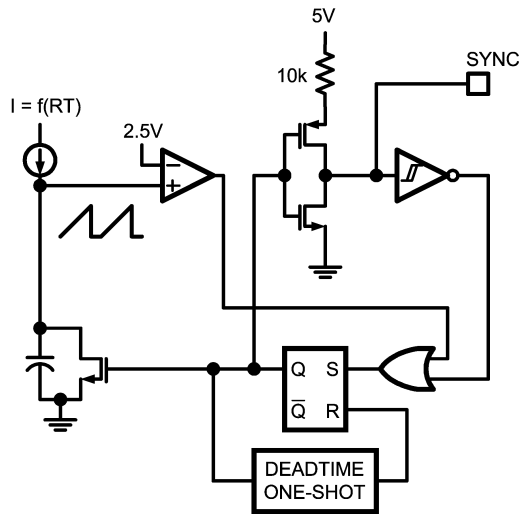 5V
SYNC
10k
I = f(RT)
2.5V
−
+
Q S
Q̅ R
DEADTIME
ONE-SHOT